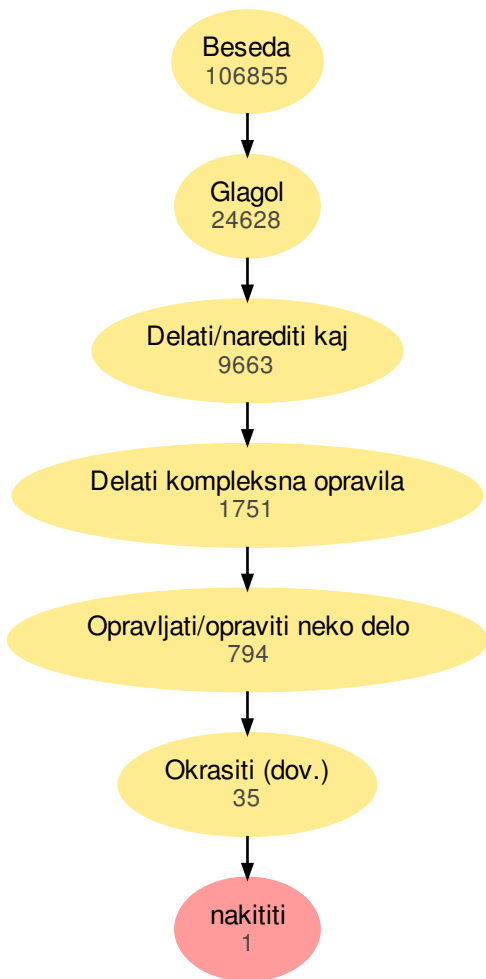 Beseda
106855
Glagol
24628
Delati/narediti kaj
9663
Delati kompleksna opravila
1751
Opravljati/opraviti neko delo
794
Okrasiti (dov.)
35
nakititi
1